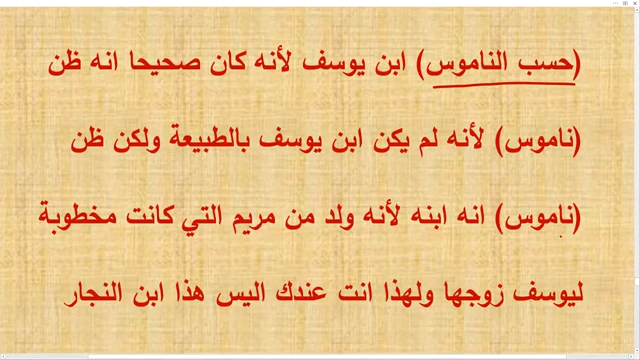 (حسب الناموس) ابن يوسف لأنه كان صحيحا انه ظن
(ناموس) لأنه لم يكن ابن يوسف بالطبيعة ولكن ظن
(ناموس) انه ابنه لأنه ولد من مريم التي كانت مخطوبة
ليوسف زوجها ولهذا انت عندك اليس هذا ابن النجار